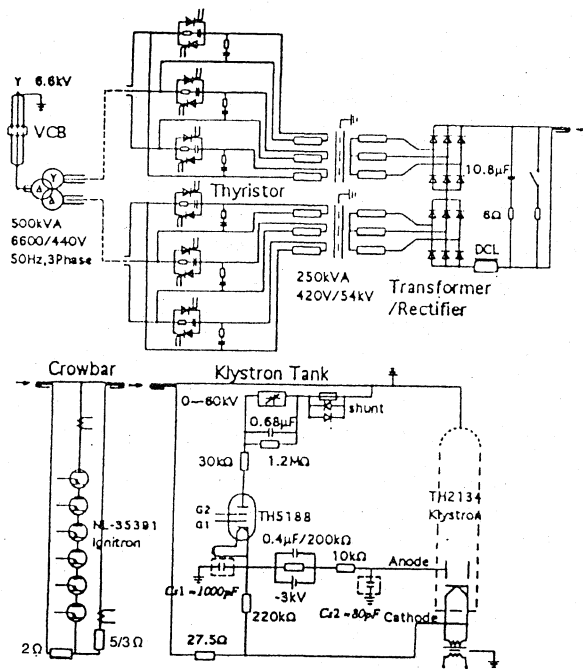 Y 6.6kV
VCB
Y
Δ Δ
500kVA
6600/440V
50Hz,3Phase
Thyristor
250kVA
420V/54kV
10.8μF
6Ω
DCL
Transformer
/Rectifier
Crowbar
Klystron Tank
0—60kV
shunt
0.68μF
1.2MΩ
30kΩ
G2
G1
TH5188
TH2134
Klystron
NL-35391
Ignitron
0.4μF/200kΩ
10kΩ
Anode
Cs1≈1000pF
-3kV
220kΩ
Cs2≈80pF
Cathode
2Ω
5/3Ω
27.5Ω